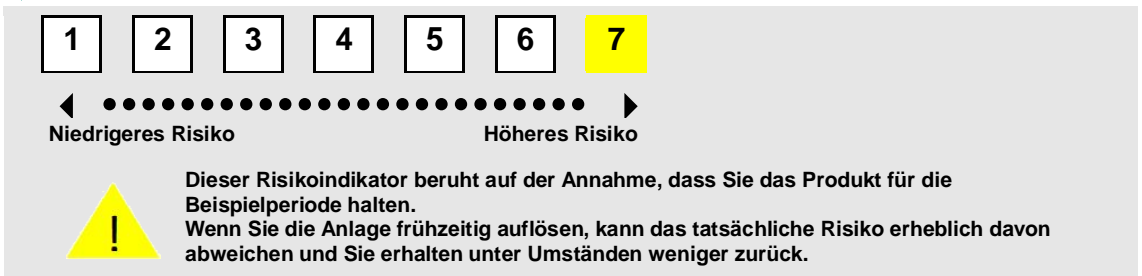 1 2 3 4 5 6 7
Niedrigeres Risiko Höheres Risiko
Dieser Risikoindikator beruht auf der Annahme, dass Sie das Produkt für die
Beispielperiode halten.
Wenn Sie die Anlage frühzeitig auflösen, kann das tatsächliche Risiko erheblich davon
abweichen und Sie erhalten unter Umständen weniger zurück.
!